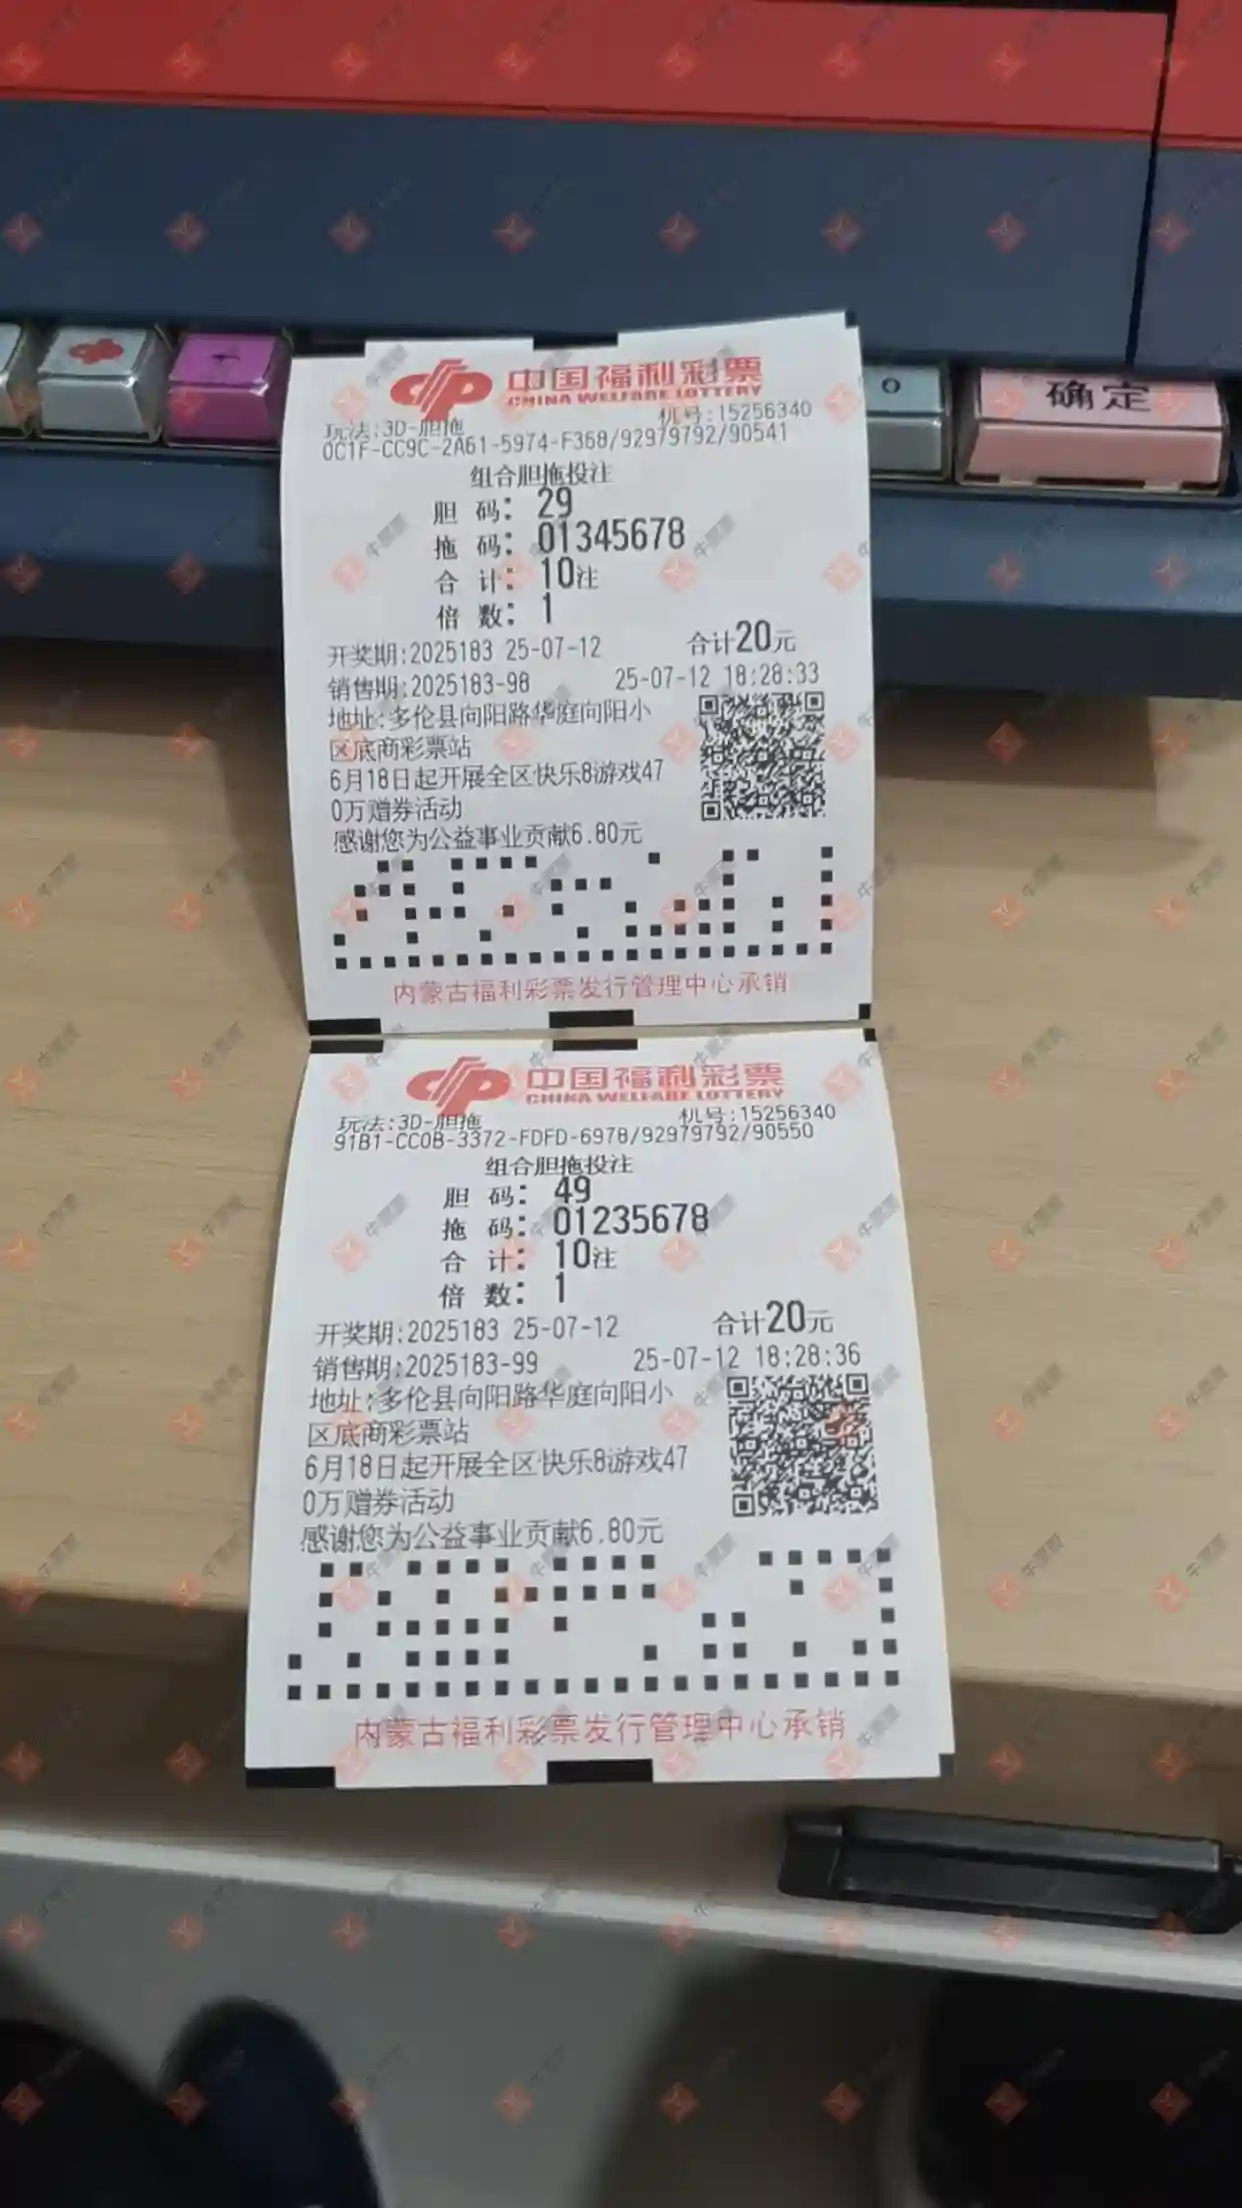 0
确定
中国福利彩票
CHINA WELFARE LOTTERY
玩法:3D-胆拖 机号:15256340
0C1F-CC9C-2A61-5974-F368/92979792/90541
组合胆拖投注
胆 码: 29
拖 码: 01345678
合 计: 10注
倍 数: 1
开奖期:2025183 25-07-12 合计20元
销售期:2025183-98 25-07-12 18:28:33
地址:多伦县向阳路华庭向阳小
区底商彩票站
6月18日起开展全区快乐8游戏47
0万赠券活动
感谢您为公益事业贡献6.80元
内蒙古福利彩票发行管理中心承销
中国福利彩票
CHINA WELFARE LOTTERY
玩法:3D-胆拖 机号:15256340
91B1-CC0B-3372-FDFD-6978/92979792/90550
组合胆拖投注
胆 码: 49
拖 码: 01235678
合 计: 10注
倍 数: 1
开奖期:2025183 25-07-12 合计20元
销售期:2025183-99 25-07-12 18:28:36
地址:多伦县向阳路华庭向阳小
区底商彩票站
6月18日起开展全区快乐8游戏47
0万赠券活动
感谢您为公益事业贡献6.80元
内蒙古福利彩票发行管理中心承销